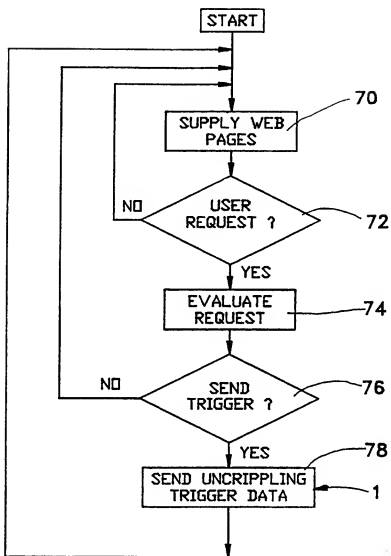 START
SUPPLY WEB
PAGES
70
USER
REQUEST ?
72
NO
YES
EVALUATE
REQUEST
74
SEND
TRIGGER ?
76
NO
YES
78
SEND UNCRIPPLING
TRIGGER DATA
1